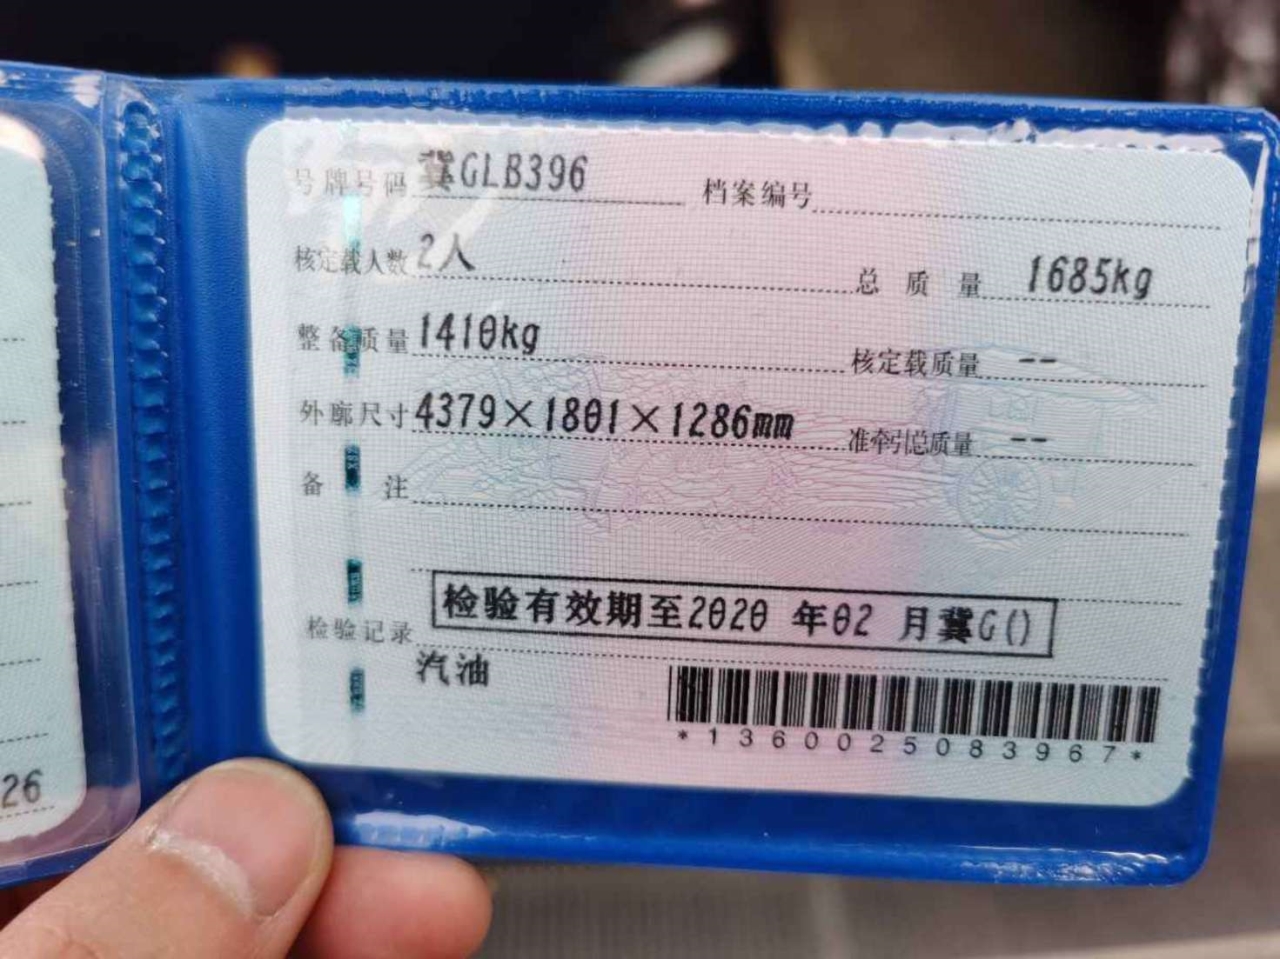 号牌号码 冀GLB396 档案编号
核定载人数 2人 总质量 1685kg
整备质量 1410kg 核定载质量 --
外廓尺寸 4379×1801×1286mm 准牵引总质量 --
备注
检验记录 检验有效期至2020 年02 月冀G()
汽油
*1360025083967*
26